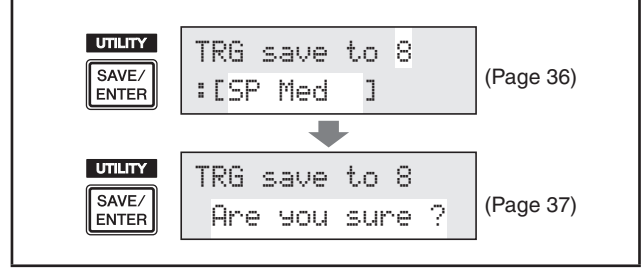 UTILITY
SAVE/
ENTER
TRG save to 8
:[SP Med ]
(Page 36)
UTILITY
SAVE/
ENTER
TRG save to 8
Are you sure ?
(Page 37)